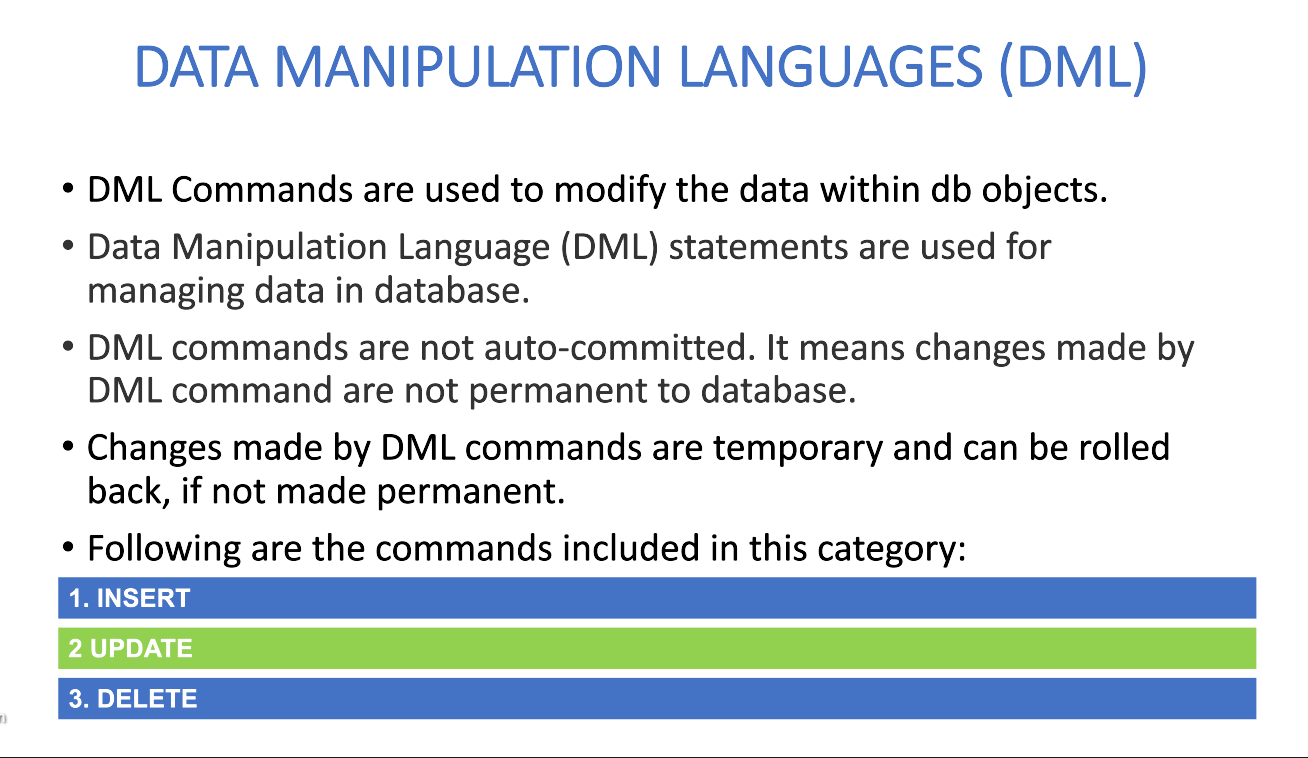 DATA MANIPULATION LANGUAGES (DML)
• DML Commands are used to modify the data within db objects.
• Data Manipulation Language (DML) statements are used for
managing data in database.
• DML commands are not auto-committed. It means changes made by
DML command are not permanent to database.
• Changes made by DML commands are temporary and can be rolled
back, if not made permanent.
• Following are the commands included in this category:
1. INSERT
2 UPDATE
3. DELETE